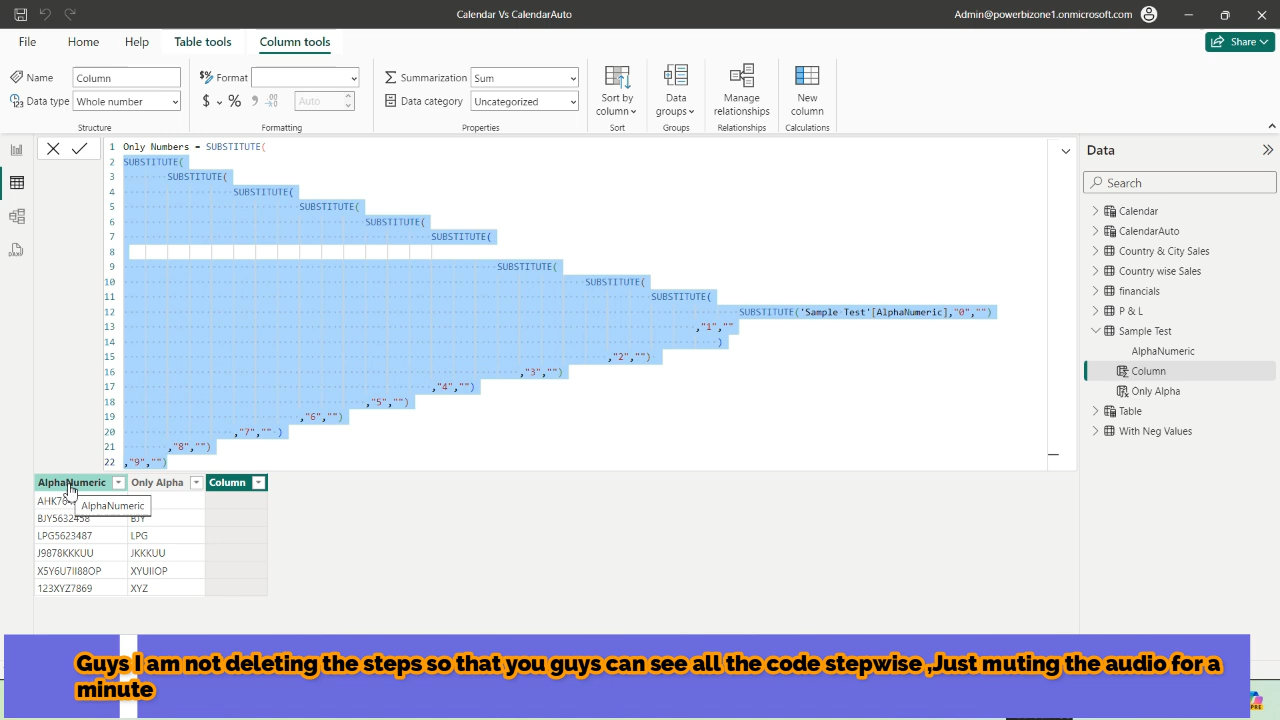 Calendar Vs CalendarAuto
Admin@powerbizone1.onmicrosoft.com
File Home Help Table tools Column tools
Share
Name Column
Data type Whole number
Structure
Format
$ % Auto
Formatting
Summarization Sum
Data category Uncategorized
Properties
Sort by
column
Sort
Data
groups
Groups
Manage
relationships
Relationships
New
column
Calculations
1 Only Numbers = SUBSTITUTE(
2 SUBSTITUTE(
3 SUBSTITUTE(
4 SUBSTITUTE(
5 SUBSTITUTE(
6 SUBSTITUTE(
7 SUBSTITUTE(
8
9 SUBSTITUTE(
10 SUBSTITUTE(
11 SUBSTITUTE(
12 SUBSTITUTE('Sample Test'[AlphaNumeric],"0","")
13 ,"1",""
14 )
15 ,"2","")
16 ,"3","")
17 ,"4","")
18 ,"5","")
19 ,"6","")
20 ,"7","" )
21 ,"8","")
22 ,"9","")
AlphaNumeric Only Alpha Column
AlphaNumeric
BJY5632458 BJY
LPG5623487 LPG
J9878KKKUU JKKKUU
X5Y6U7II88OP XYUIIOP
123XYZ7869 XYZ
Data
Search
Calendar
CalendarAuto
Country & City Sales
Country wise Sales
financials
P & L
Sample Test
AlphaNumeric
Column
Only Alpha
Table
With Neg Values
Guys I am not deleting the steps so that you guys can see all the code stepwise ,Just muting the audio for a
minute
PRE